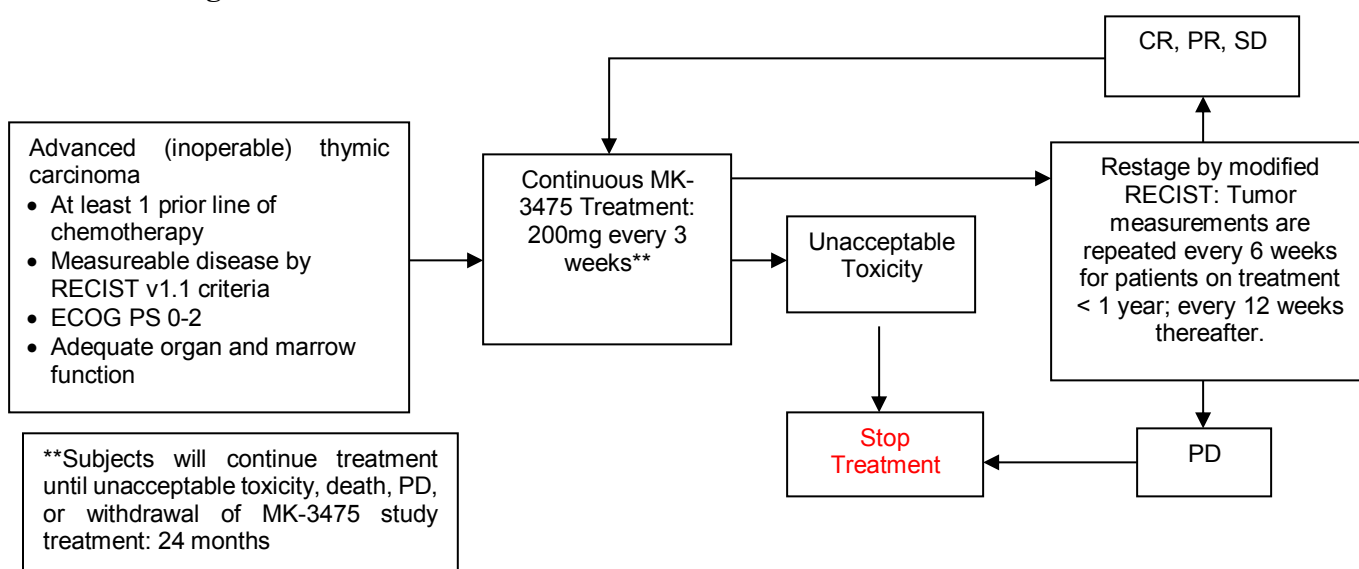 CR, PR, SD
Advanced (inoperable) thymic
carcinoma
• At least 1 prior line of
chemotherapy
• Measureable disease by
RECIST v1.1 criteria
• ECOG PS 0-2
• Adequate organ and marrow
function
Continuous MK-
3475 Treatment:
200mg every 3
weeks**
Unacceptable
Toxicity
Restage by modified
RECIST: Tumor
measurements are
repeated every 6 weeks
for patients on treatment
< 1 year; every 12 weeks
thereafter.
Stop
Treatment
PD
**Subjects will continue treatment
until unacceptable toxicity, death, PD,
or withdrawal of MK-3475 study
treatment: 24 months